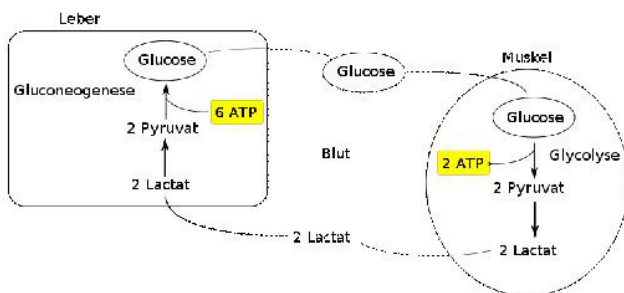 Leber
Muskel
Glucose
Glucose
Gluconeogenese
6 ATP
Glucose
2 Pyruvat
Blut
2 ATP
Glycolyse
2 Lactat
2 Pyruvat
2 Lactat
2 Lactat